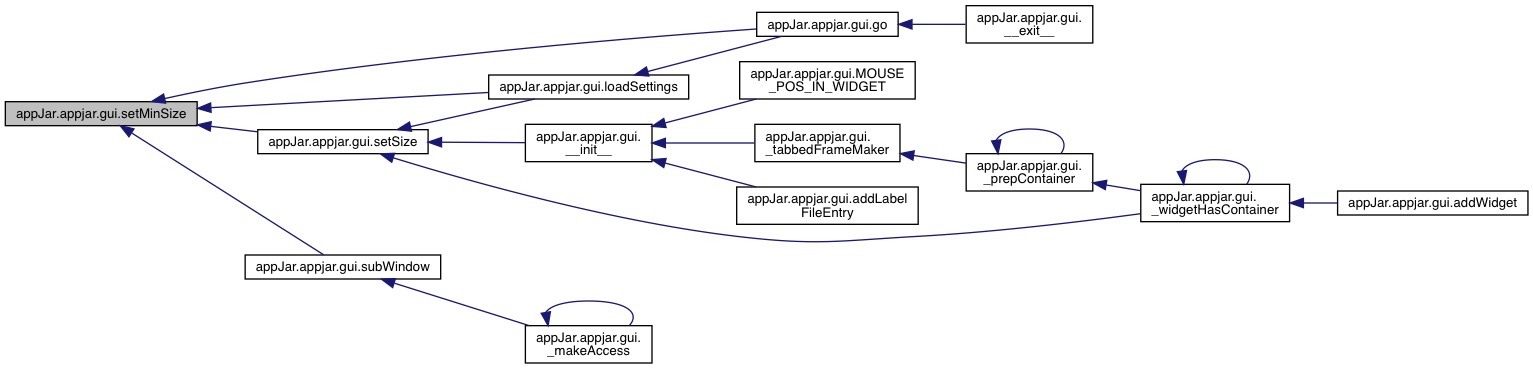 appJar.appjar.gui.setMinSize
appJar.appjar.gui.go
appJar.appjar.gui.
__exit__
appJar.appjar.gui.loadSettings
appJar.appjar.gui.MOUSE
_POS_IN_WIDGET
appJar.appjar.gui.setSize
appJar.appjar.gui.
__init__
appJar.appjar.gui.
_tabbedFrameMaker
appJar.appjar.gui.
_prepContainer
appJar.appjar.gui.addLabel
FileEntry
appJar.appjar.gui.
_widgetHasContainer
appJar.appjar.gui.addWidget
appJar.appjar.gui.subWindow
appJar.appjar.gui.
_makeAccess